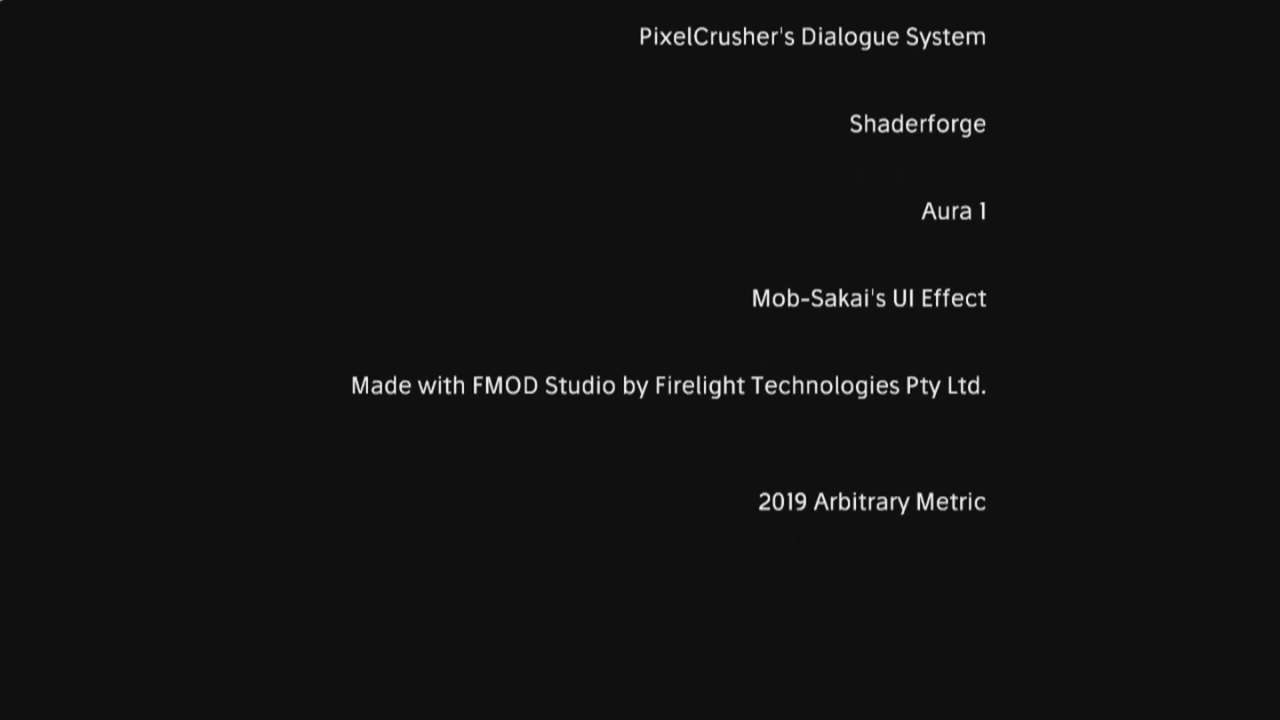 PixelCrusher's Dialogue System
Shaderforge
Aura 1
Mob-Sakai's UI Effect
Made with FMOD Studio by Firelight Technologies Pty Ltd.
2019 Arbitrary Metric